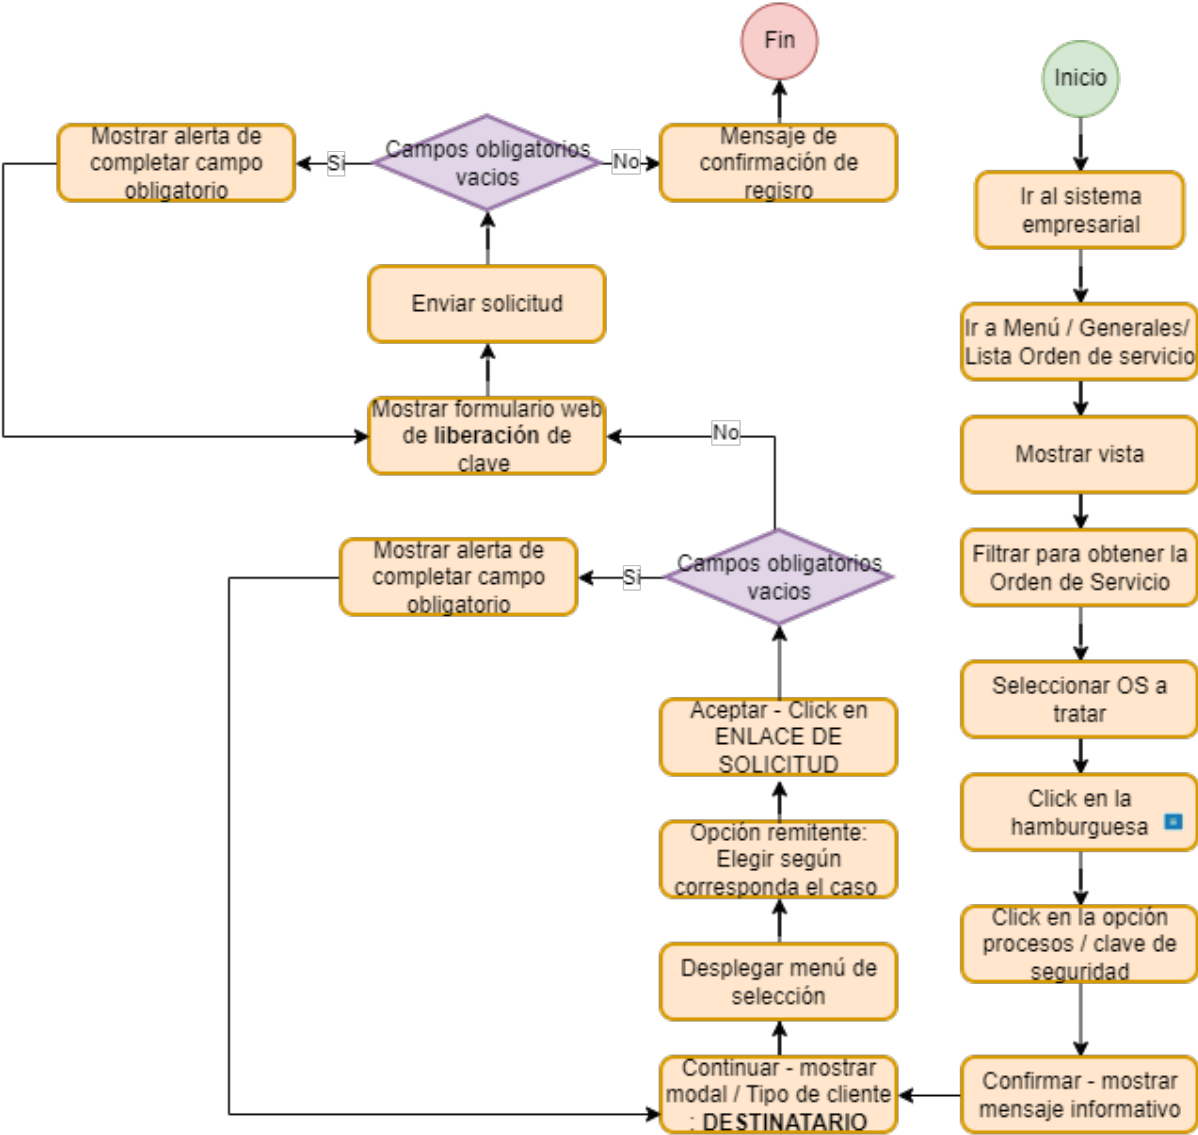 Inicio
Ir al sistema
empresarial
Ir a Menú / Generales/
Lista Orden de servicio
Mostrar vista
Filtrar para obtener la
Orden de Servicio
Seleccionar OS a
tratar
Click en la
hamburguesa
Click en la opción
procesos / clave de
seguridad
Confirmar - mostrar
mensaje informativo
Continuar - mostrar
modal / Tipo de cliente
: DESTINATARIO
Desplegar menú de
selección
Opción remitente:
Elegir según
corresponda el caso
Aceptar - Click en
ENLACE DE
SOLICITUD
Campos obligatorios
vacios
Si
Mostrar alerta de
completar campo
obligatorio
No
Mostrar formulario web
de liberación de
clave
Enviar solicitud
Campos obligatorios
vacios
Si
Mostrar alerta de
completar campo
obligatorio
No
Mensaje de
confirmación de
regisro
Fin